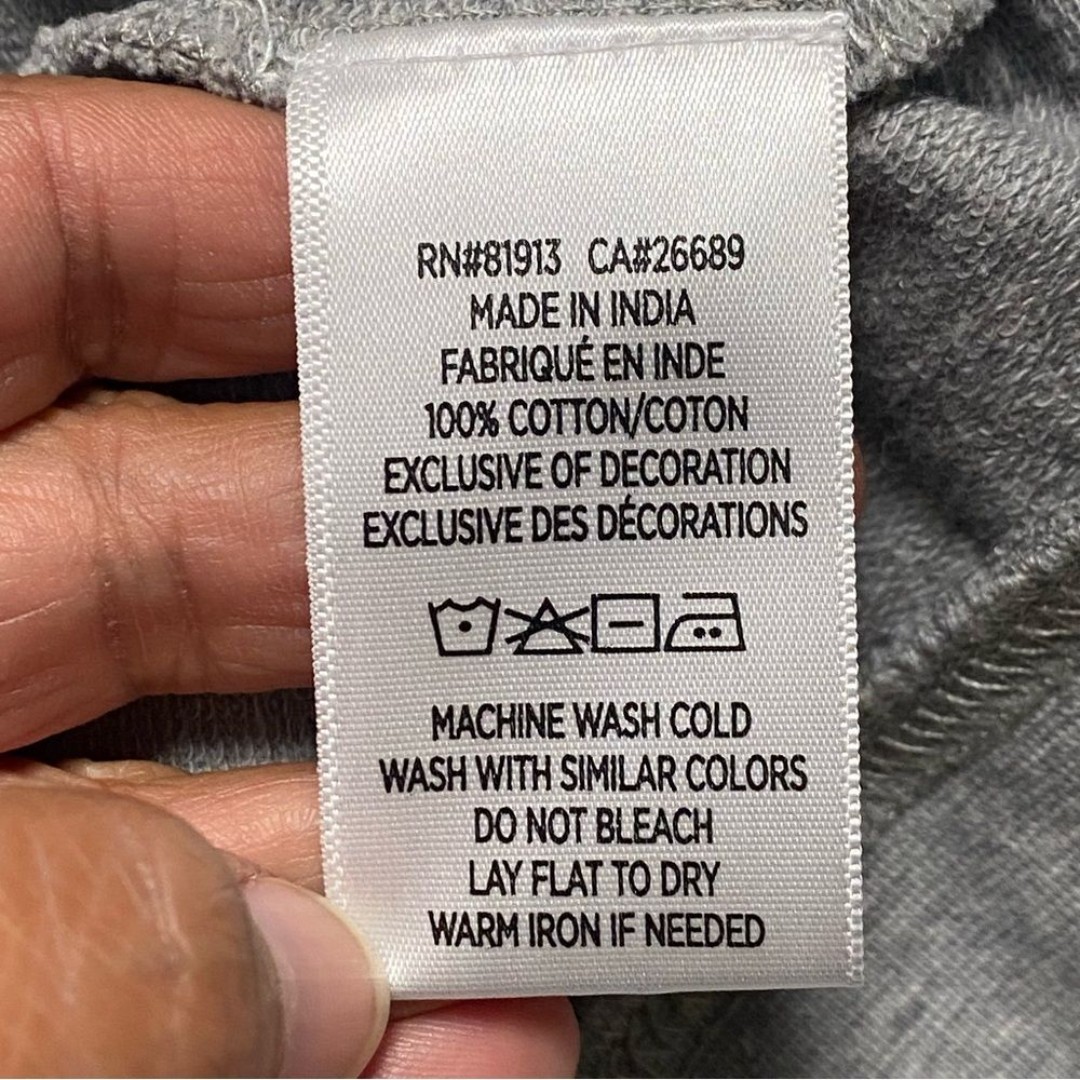 RN#81913 CA#26689
MADE IN INDIA
FABRIQUÉ EN INDE
100% COTTON/COTON
EXCLUSIVE OF DECORATION
EXCLUSIVE DES DÉCORATIONS
MACHINE WASH COLD
WASH WITH SIMILAR COLORS
DO NOT BLEACH
LAY FLAT TO DRY
WARM IRON IF NEEDED